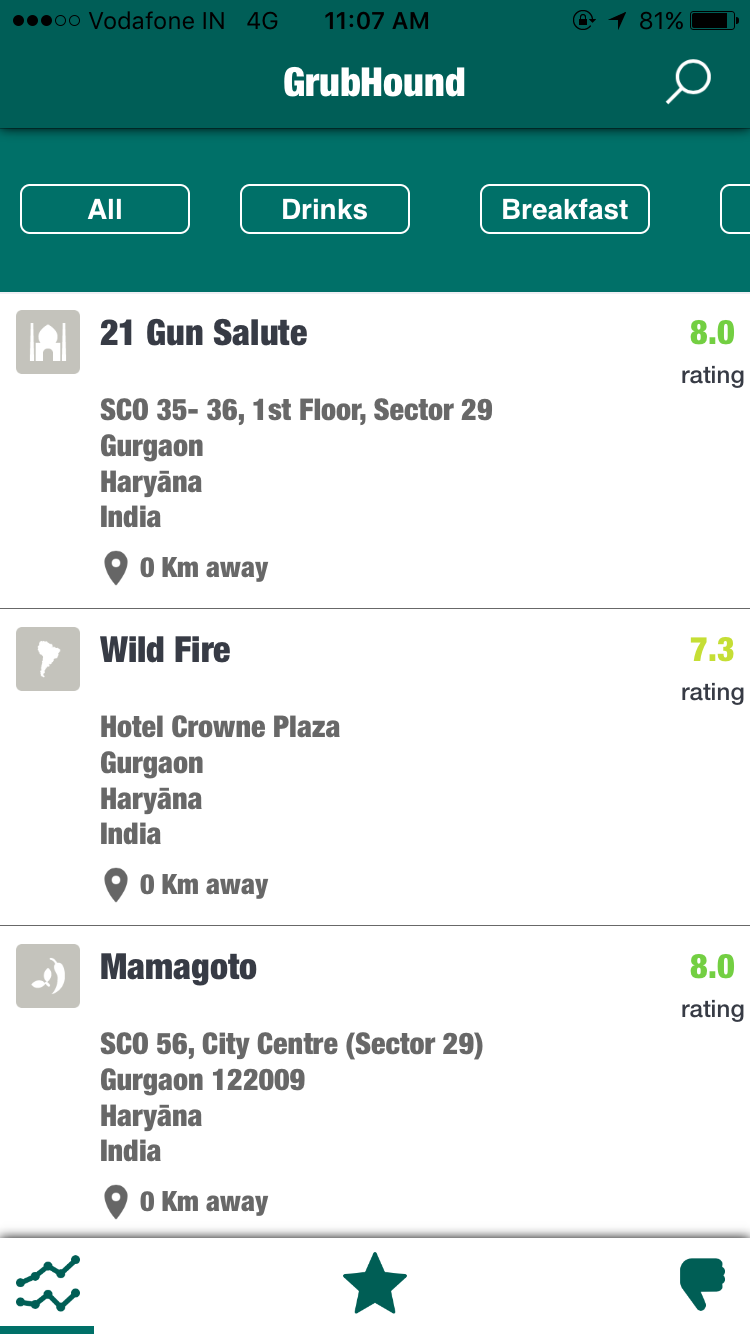 Vodafone IN 4G 11:07 AM 81%
GrubHound
All Drinks Breakfast
21 Gun Salute 8.0
rating
SCO 35- 36, 1st Floor, Sector 29
Gurgaon
Haryāna
India
0 Km away
Wild Fire 7.3
rating
Hotel Crowne Plaza
Gurgaon
Haryāna
India
0 Km away
Mamagoto 8.0
rating
SCO 56, City Centre (Sector 29)
Gurgaon 122009
Haryāna
India
0 Km away